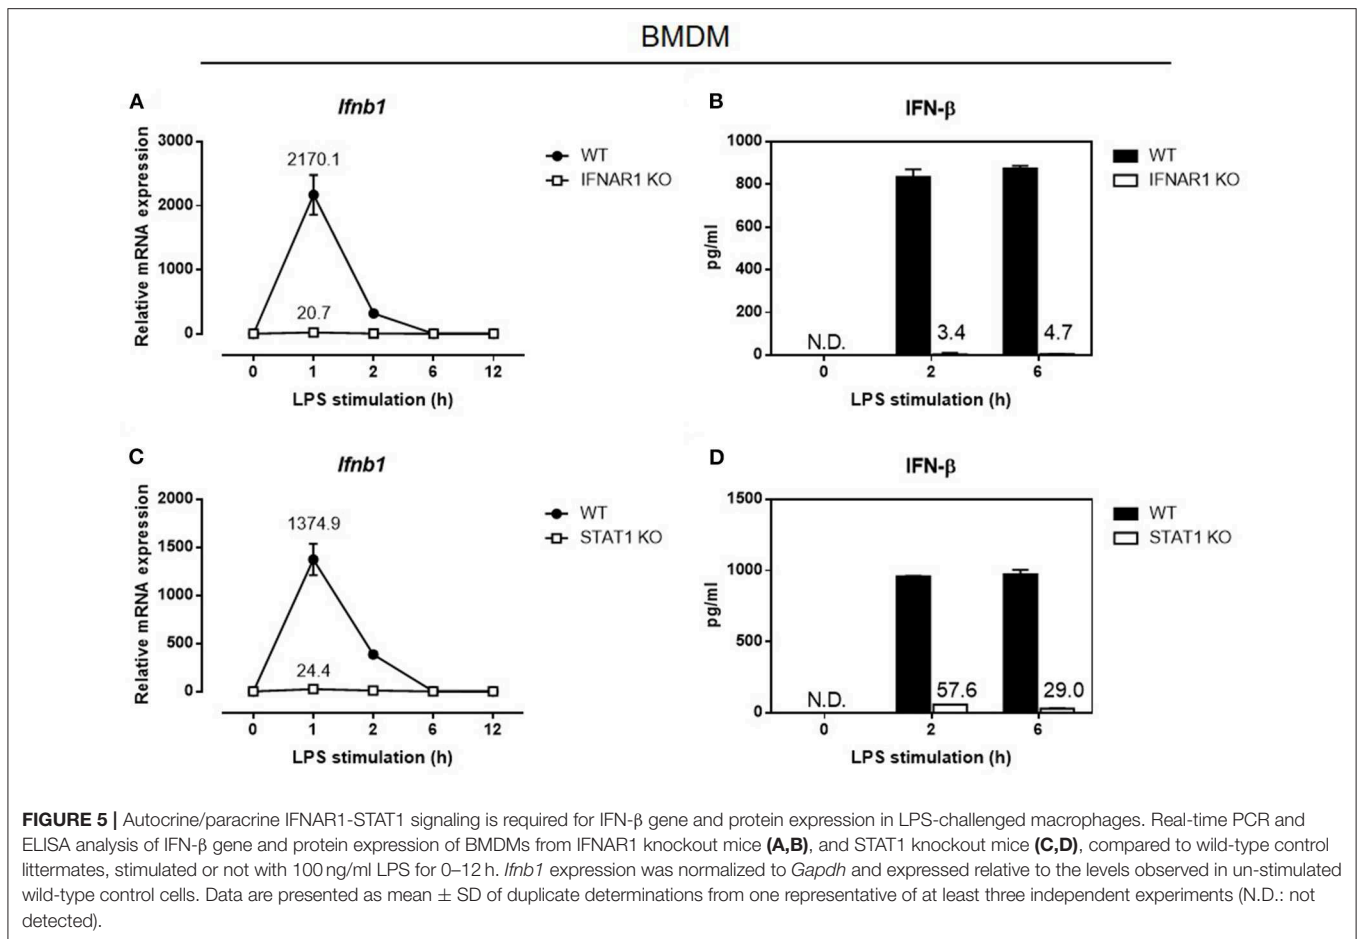 BMDM
A
Ifnb1
Relative mRNA expression
3000
2000
1000
0
2170.1
20.7
WT
IFNAR1 KO
0 1 2 6 12
LPS stimulation (h)
B
IFN-β
pg/ml
1000
800
600
400
200
0
N.D.
3.4
4.7
WT
IFNAR1 KO
0 2 6
LPS stimulation (h)
C
Ifnb1
Relative mRNA expression
2000
1500
1000
500
0
1374.9
24.4
WT
STAT1 KO
0 1 2 6 12
LPS stimulation (h)
D
IFN-β
pg/ml
1500
1000
500
0
N.D.
57.6
29.0
WT
STAT1 KO
0 2 6
LPS stimulation (h)
FIGURE 5 | Autocrine/paracrine IFNAR1-STAT1 signaling is required for IFN-β gene and protein expression in LPS-challenged macrophages. Real-time PCR and
ELISA analysis of IFN-β gene and protein expression of BMDMs from IFNAR1 knockout mice (A,B), and STAT1 knockout mice (C,D), compared to wild-type control
littermates, stimulated or not with 100 ng/ml LPS for 0–12 h. Ifnb1 expression was normalized to Gapdh and expressed relative to the levels observed in un-stimulated
wild-type control cells. Data are presented as mean ± SD of duplicate determinations from one representative of at least three independent experiments (N.D.: not
detected).